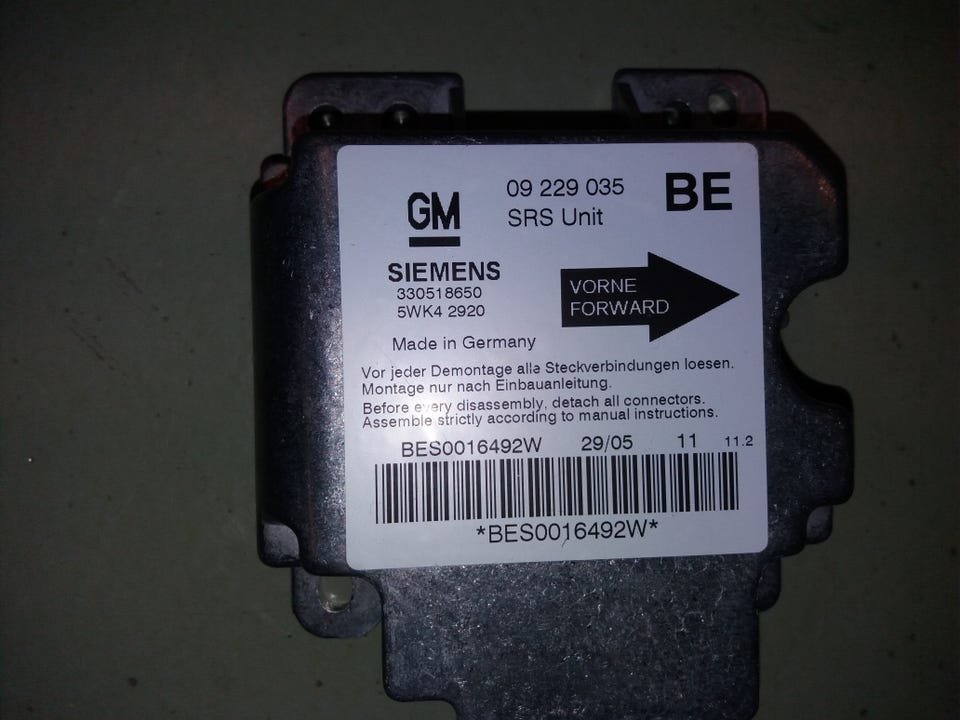 GM
09 229 035
SRS Unit
BE
SIEMENS
330518650
5WK4 2920
VORNE
FORWARD
Made in Germany
Vor jeder Demontage alle Steckverbindungen loesen.
Montage nur nach Einbauanleitung.
Before every disassembly, detach all connectors.
Assemble strictly according to manual instructions.
BES0016492W 29/05 11 11.2
*BES0016492W*